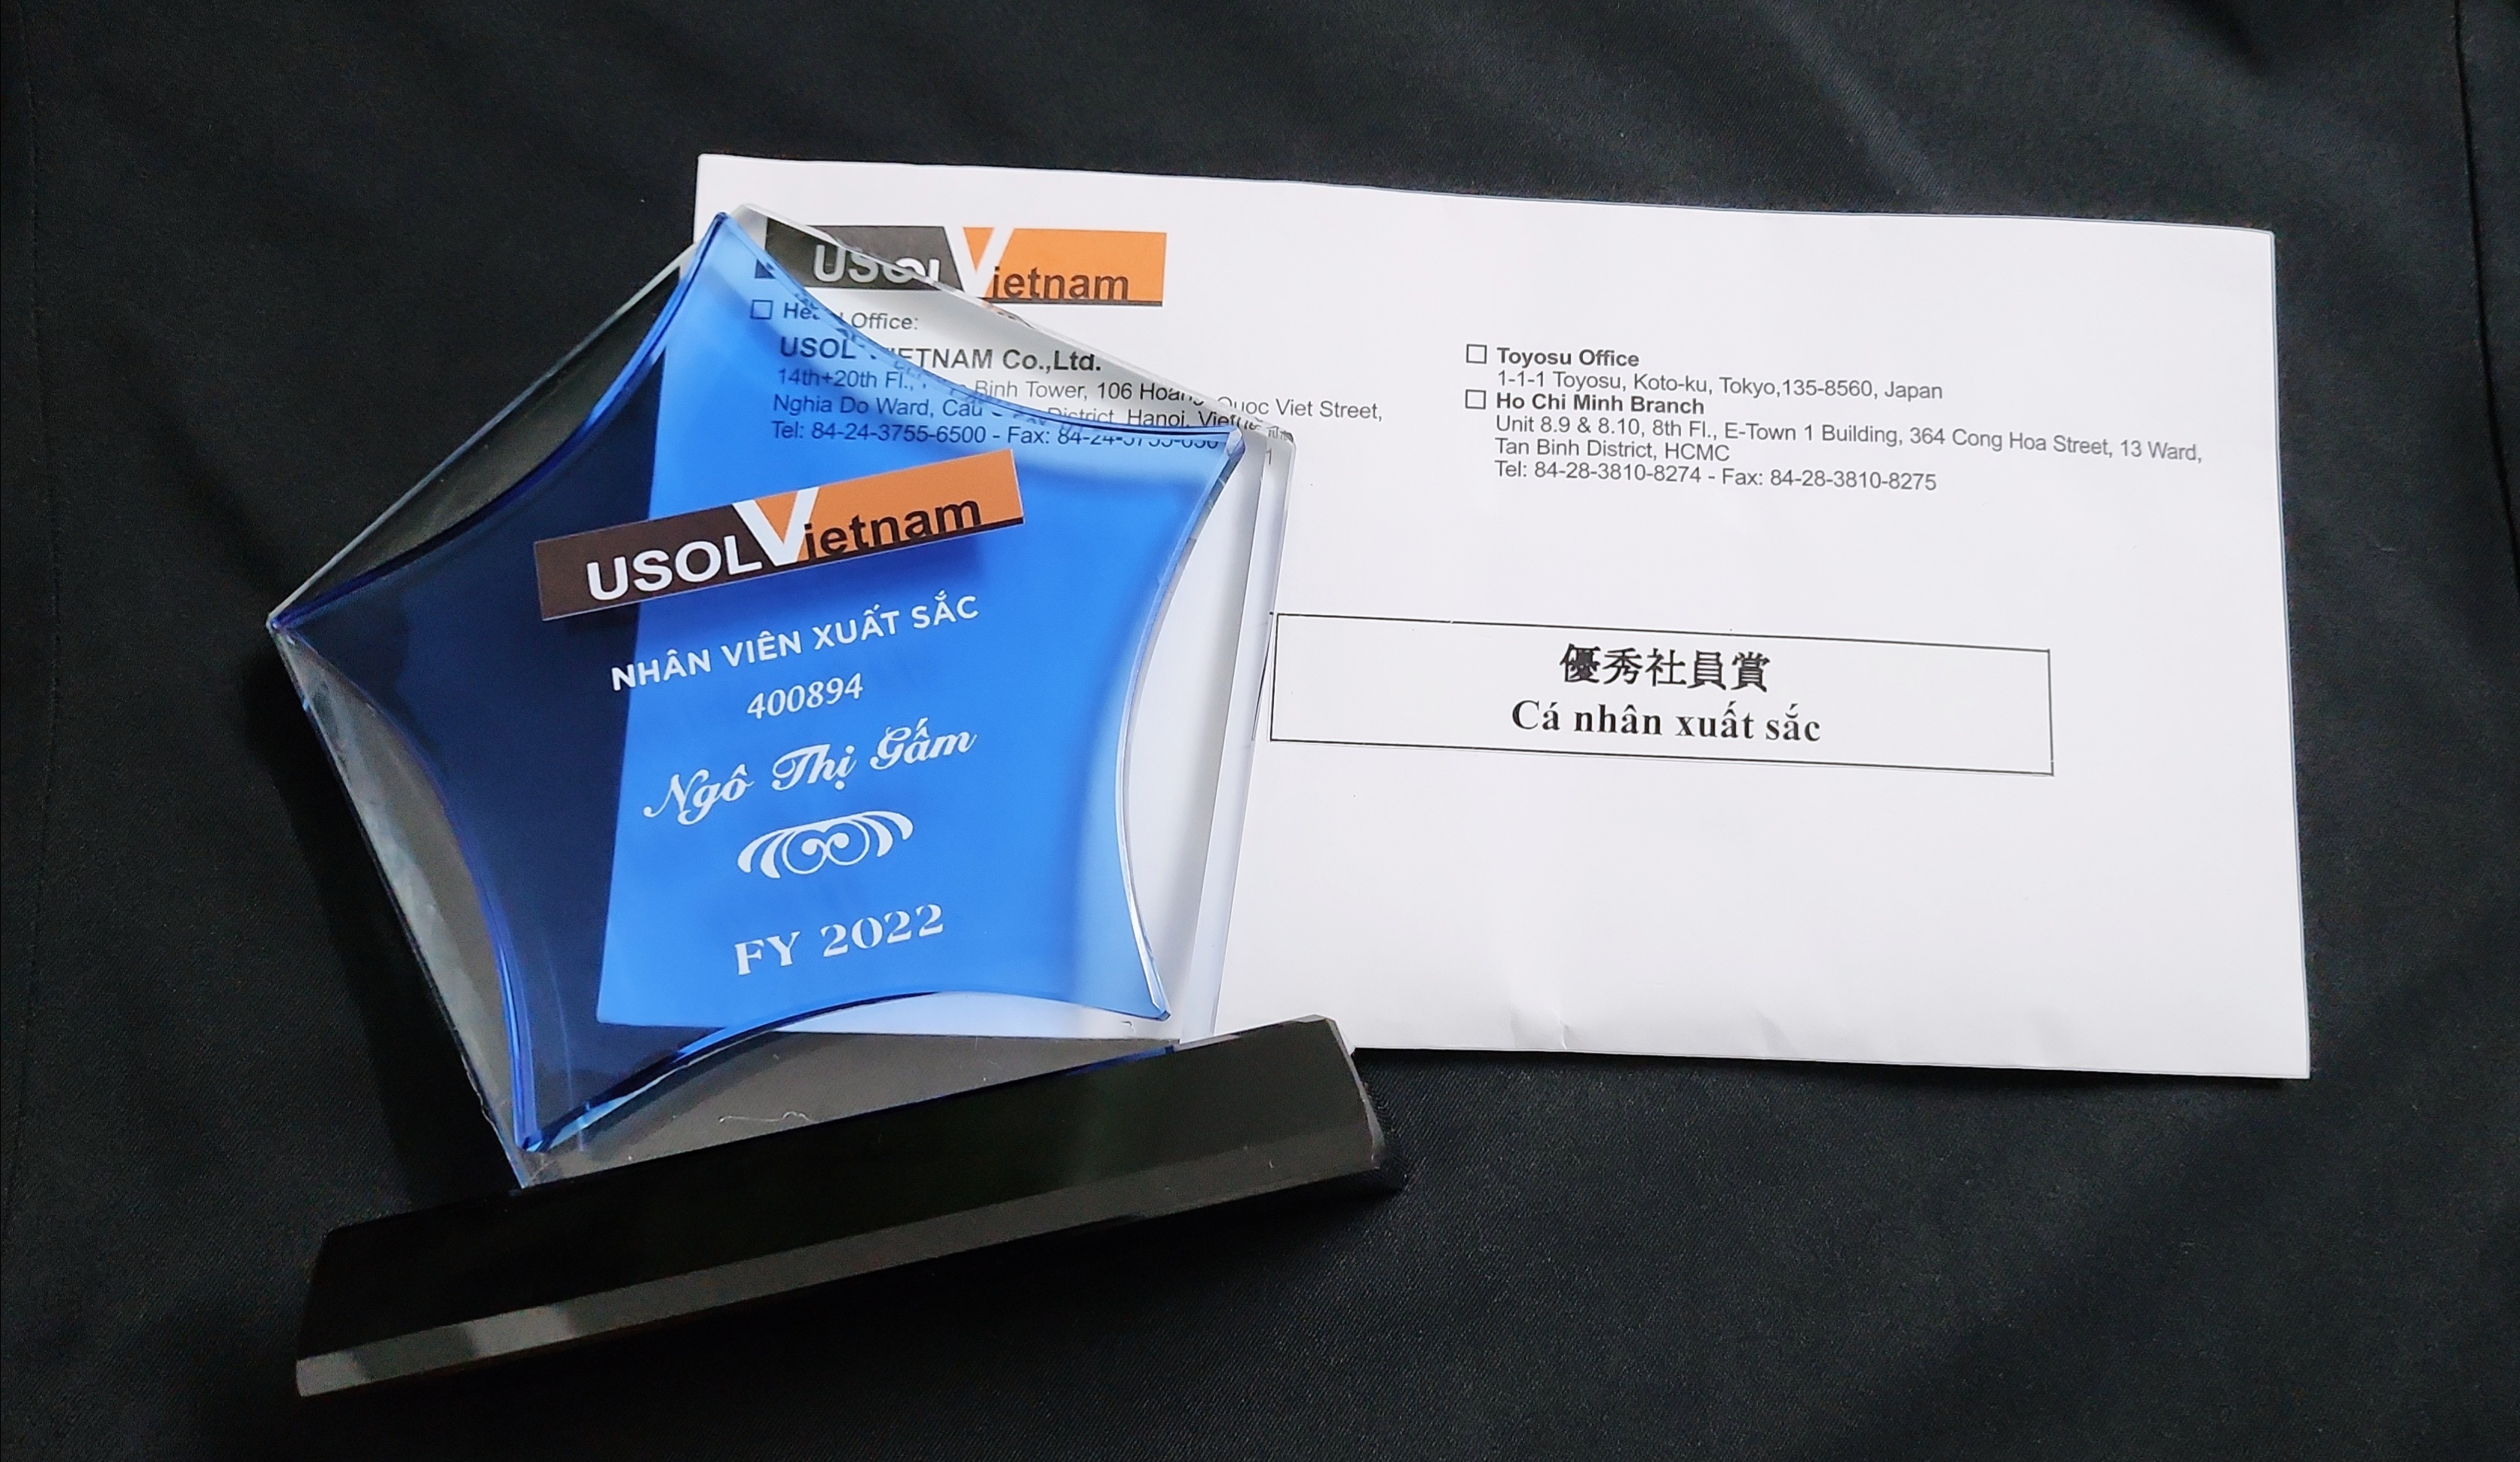 USOL Vietnam
Head Office:
USOL VIETNAM Co.,Ltd.
14th+20th Fl., Binh Tower, 106 Hoang Quoc Viet Street,
Nghia Do Ward, Cau District, Hanoi, Vietnam
Tel: 84-24-3755-6500 - Fax:
Toyosu Office
1-1-1 Toyosu, Koto-ku, Tokyo,135-8560, Japan
Ho Chi Minh Branch
Unit 8.9 & 8.10, 8th Fl., E-Town 1 Building, 364 Cong Hoa Street, 13 Ward,
Tan Binh District, HCMC
Tel: 84-28-3810-8274 - Fax: 84-28-3810-8275
優秀社員賞
Cá nhân xuất sắc
USOL Vietnam
NHÂN VIÊN XUẤT SẮC
400894
Ngô Thị Gấm
FY 2022